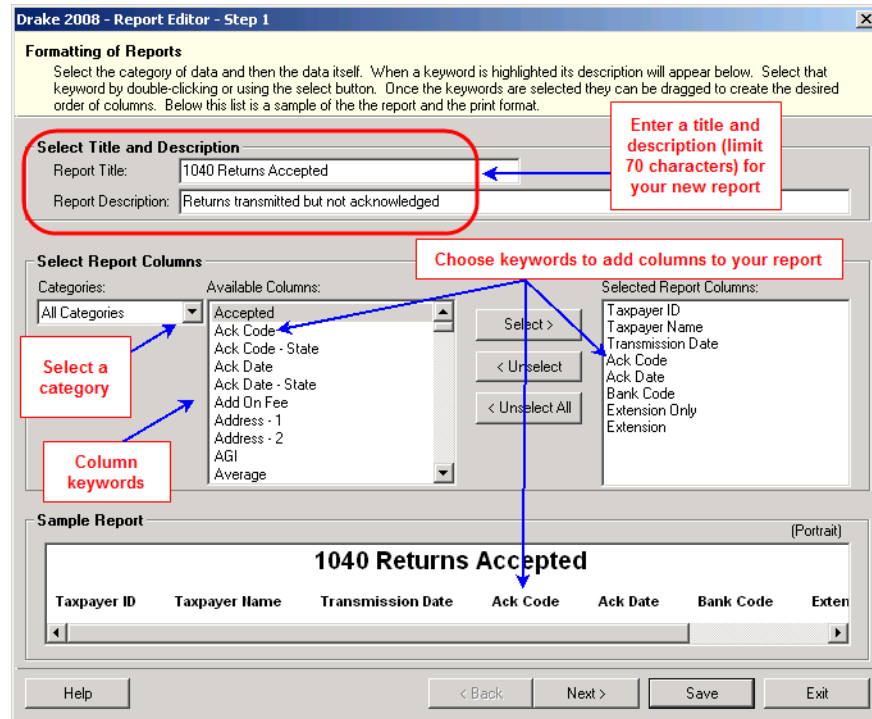 Drake 2008 - Report Editor - Step 1
Formatting of Reports
Select the category of data and then the data itself. When a keyword is highlighted its description will appear below. Select that
keyword by double-clicking or using the select button. Once the keywords are selected they can be dragged to create the desired
order of columns. Below this list is a sample of the the report and the print format.
Enter a title and
description (limit
70 characters) for
your new report
Select Title and Description
Report Title: 1040 Returns Accepted
Report Description: Returns transmitted but not acknowledged
Choose keywords to add columns to your report
Select Report Columns
Categories:
All Categories
Select a
category
Column
keywords
Available Columns:
Accepted
Ack Code
Ack Code - State
Ack Date
Ack Date - State
Add On Fee
Address - 1
Address - 2
AGI
Average
Select >
< Unselect
< Unselect All
Selected Report Columns:
Taxpayer ID
Taxpayer Name
Transmission Date
Ack Code
Ack Date
Bank Code
Extension Only
Extension
Sample Report
(Portrait)
1040 Returns Accepted
Taxpayer ID Taxpayer Name Transmission Date Ack Code Ack Date Bank Code Exten
Help < Back Next > Save Exit